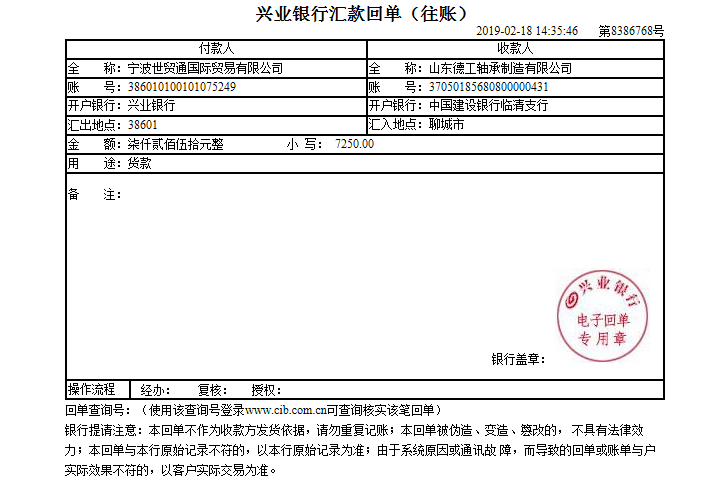 兴业银行汇款回单（往账）
2019-02-18 14:35:46 第8386768号
付款人 收款人
全 称：宁波世贸通国际贸易有限公司 全 称：山东德工轴承制造有限公司
账 号：386010100101075249 账 号：37050185680800000431
开户银行：兴业银行 开户银行：中国建设银行临清支行
汇出地点：38601 汇入地点：聊城市
金 额：柒仟贰佰伍拾元整 小 写： 7250.00
用 途：货款
备 注：
兴业银行
电子回单
专用章
银行盖章：
操作流程 经办： 复核： 授权：
回单查询号：（使用该查询号登录www.cib.com.cn可查询核实该笔回单）
银行提请注意：本回单不作为收款方发货依据，请勿重复记账；本回单被伪造、变造、篡改的， 不具有法律效
力；本回单与本行原始记录不符的，以本行原始记录为准；由于系统原因或通讯故 障，而导致的回单或账单与户
实际效果不符的，以客户实际交易为准。